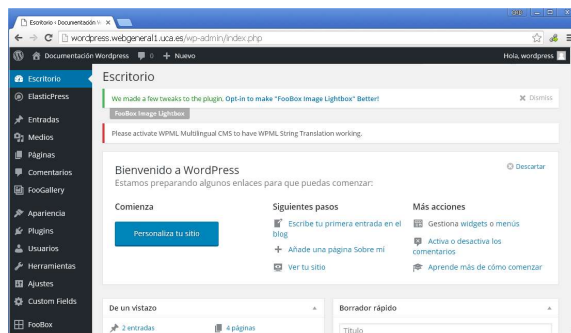 Escritorio ‹ Documentación W
wordpress.webgeneral1.uca.es/wp-admin/index.php
Documentación Wordpress 0 + Nuevo Hola, wordpress
Escritorio
ElasticPress
Entradas
Medios
Páginas
Comentarios
FooGallery
Apariencia
Plugins
Usuarios
Herramientas
Ajustes
Custom Fields
FooBox
Escritorio
We made a few tweaks to the plugin. Opt-in to make "FooBox Image Lightbox" Better! Dismiss
FooBox Image Lightbox
Please activate WPML Multilingual CMS to have WPML String Translation working.
Bienvenido a WordPress Descartar
Estamos preparando algunos enlaces para que puedas comenzar:
Comienza
Personaliza tu sitio
Siguientes pasos
Escribe tu primera entrada en el
blog
Añade una página Sobre mí
Ver tu sitio
Más acciones
Gestiona widgets o menús
Activa o desactiva los
comentarios
Aprende más de cómo comenzar
De un vistazo
2 entradas 4 páginas
Borrador rápido
Título